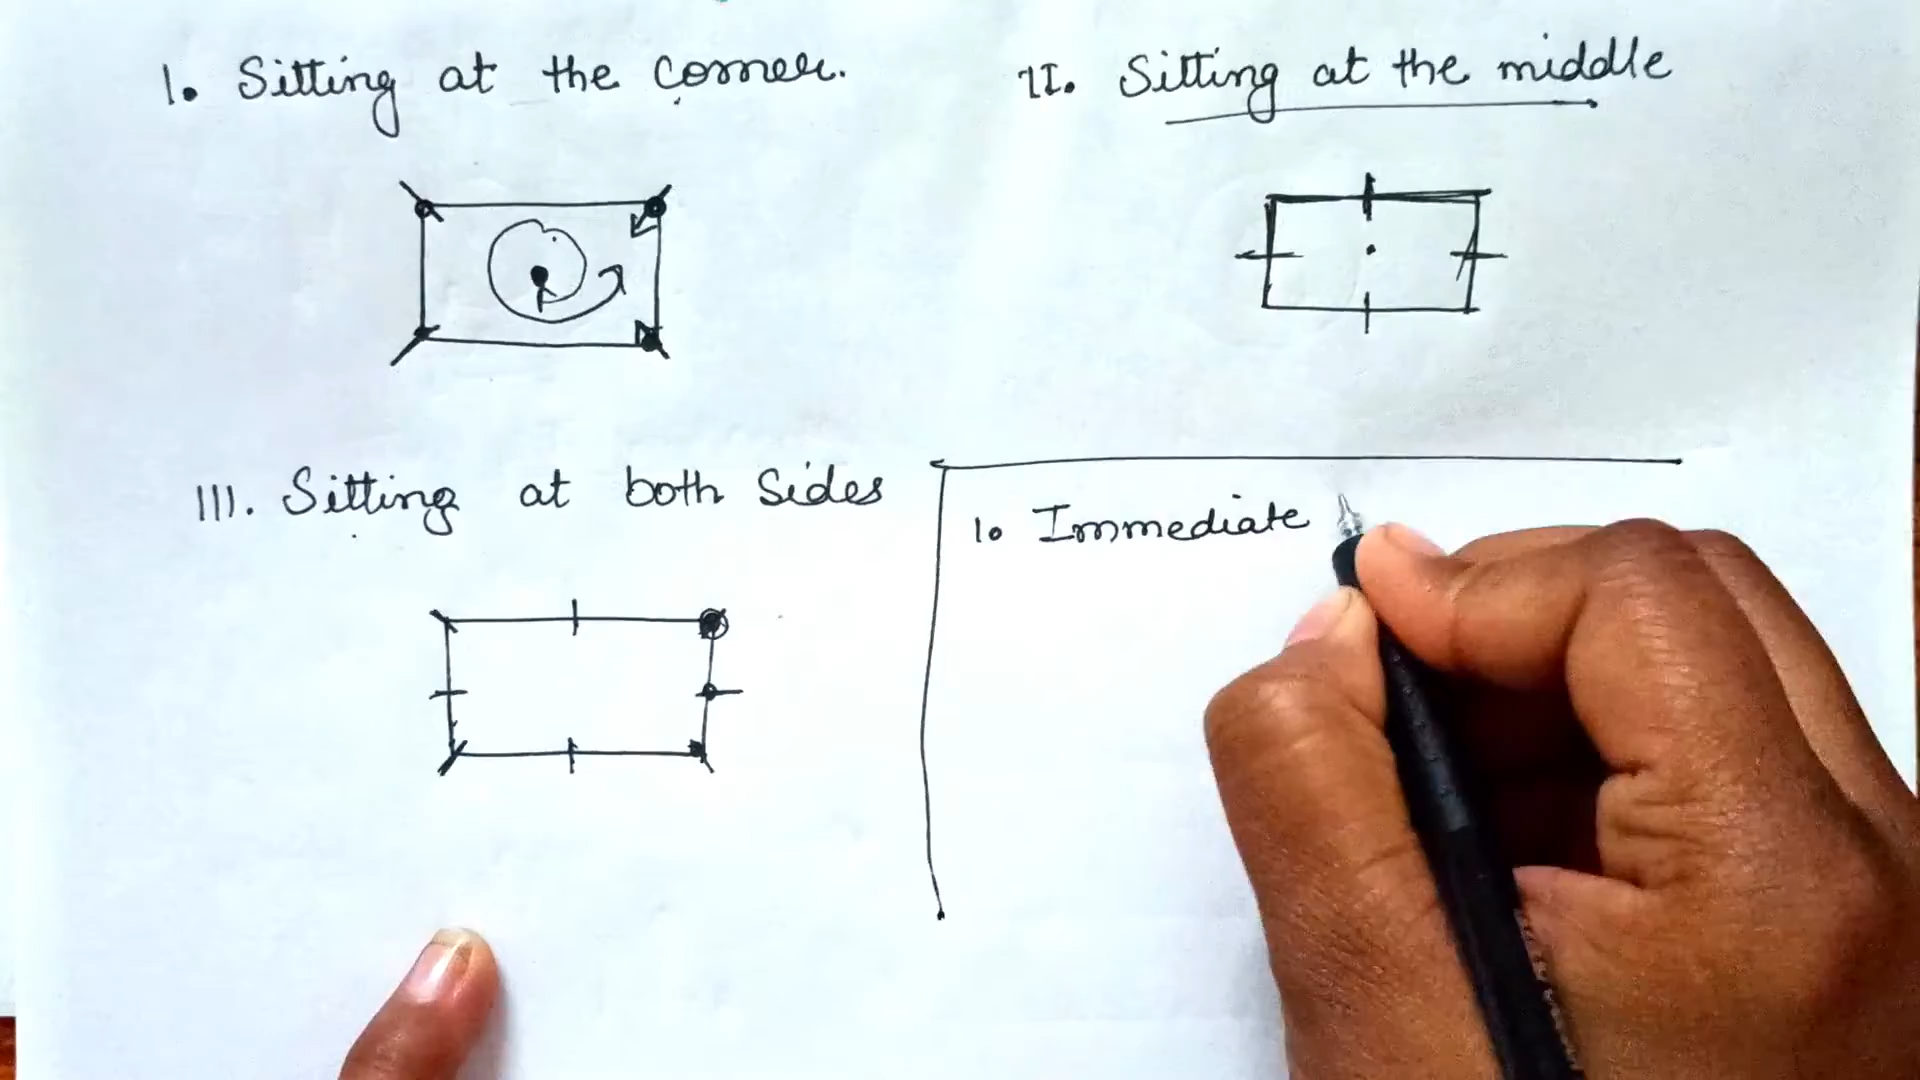 I. Sitting at the corner.
II. Sitting at the middle
III. Sitting at both Sides
1. Immediate